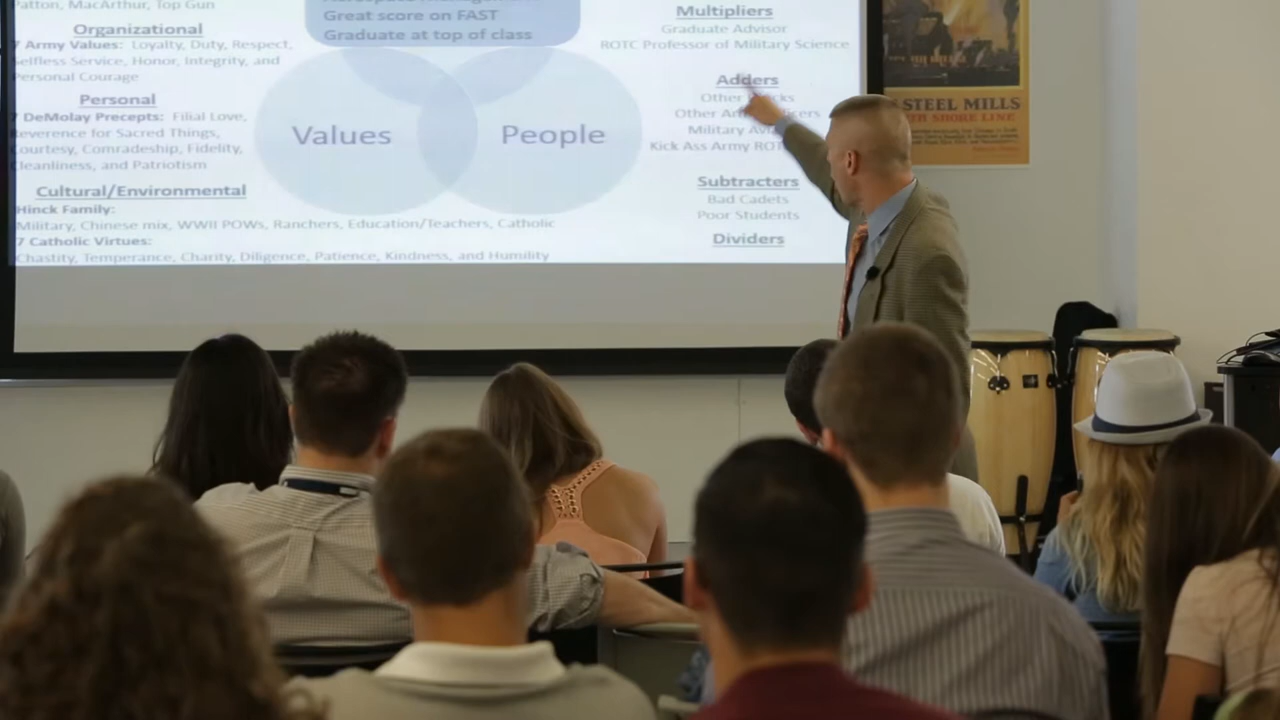 Patton, MacArthur, Top Gun
Organizational
7 Army Values: Loyalty, Duty, Respect,
Selfless Service, Honor, Integrity, and
Personal Courage
Personal
7 DeMolay Precepts: Filial Love,
Reverence for Sacred Things,
Courtesy, Comradeship, Fidelity,
Cleanliness, and Patriotism
Cultural/Environmental
Hinck Family:
Military, Chinese mix, WWII POWs, Ranchers, Education/Teachers, Catholic
7 Catholic Virtues:
Chastity, Temperance, Charity, Diligence, Patience, Kindness, and Humility
Great score on FAST
Graduate at top of class
Values
People
Multipliers
Graduate Advisor
ROTC Professor of Military Science
Adders
Other
Other
Military
Kick Ass Army
Subtracters
Bad Cadets
Poor Students
Dividers
STEEL MILLS
SHORE LINE